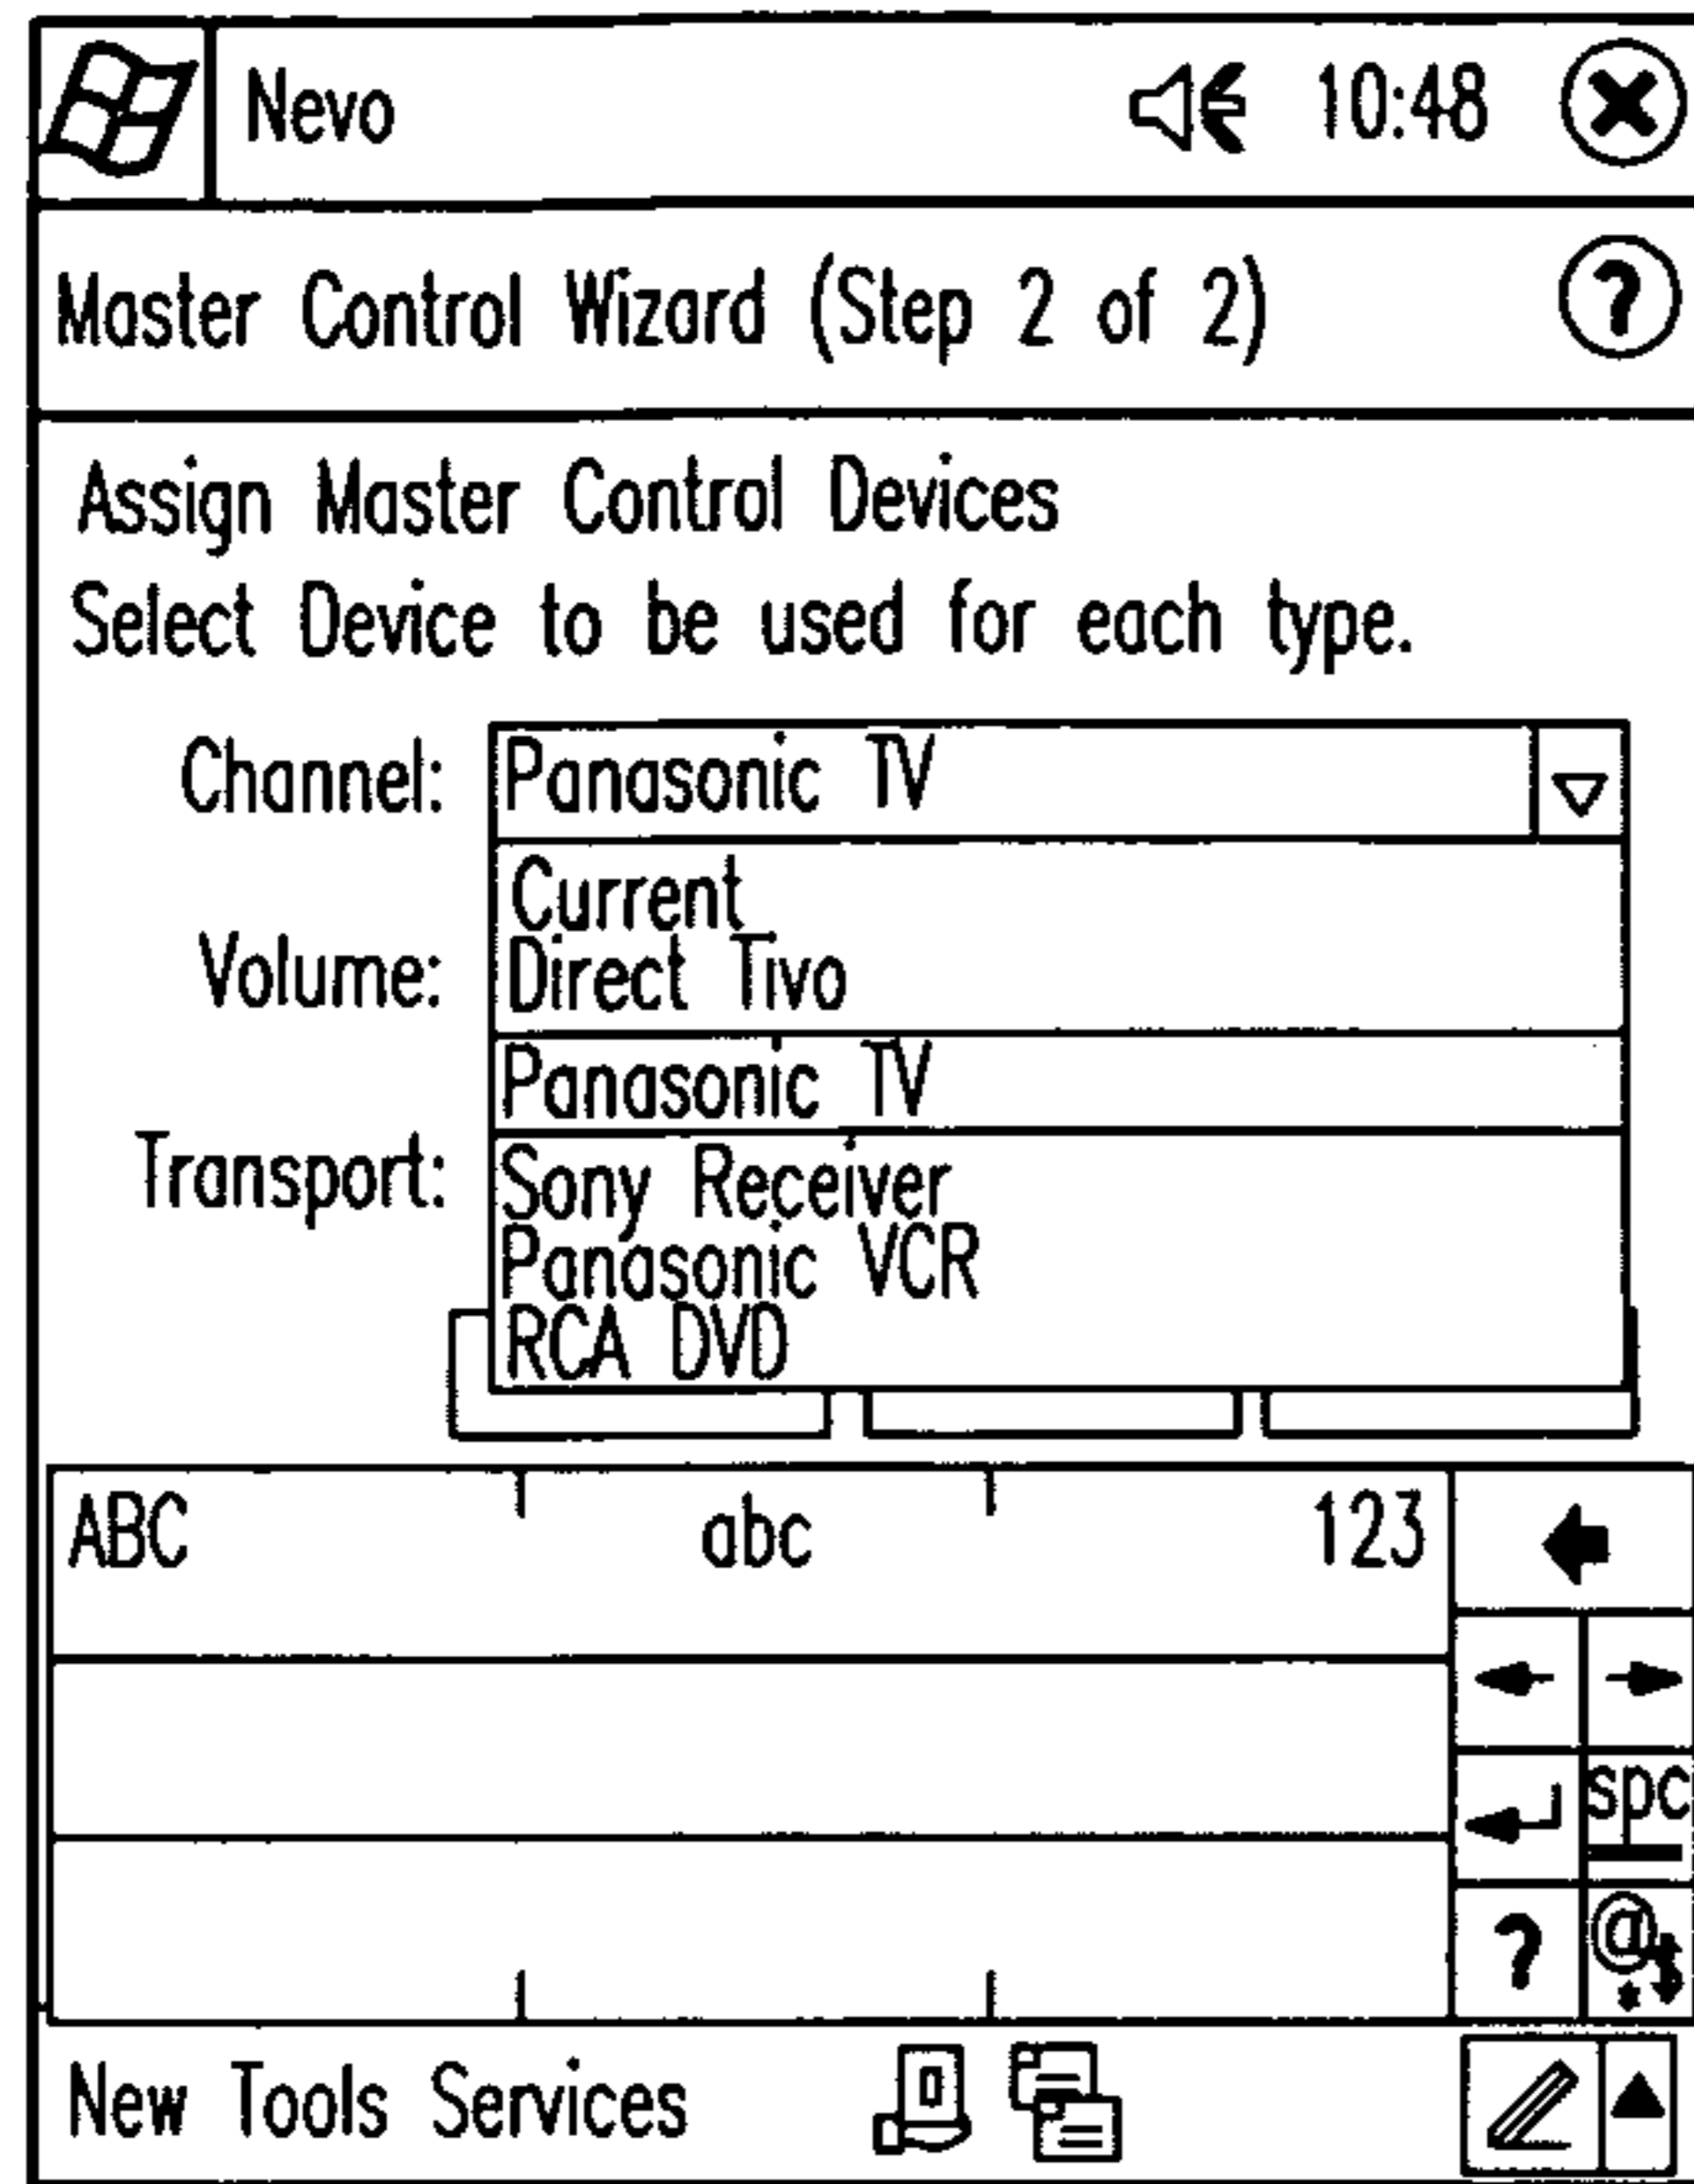 Nevo 10:48
Master Control Wizard (Step 2 of 2) ?
Assign Master Control Devices
Select Device to be used for each type.
Channel: Panasonic TV
Current
Volume: Direct Tivo
Panasonic TV
Transport: Sony Receiver
Panasonic VCR
RCA DVD
ABC abc 123
spc
? @
New Tools Services